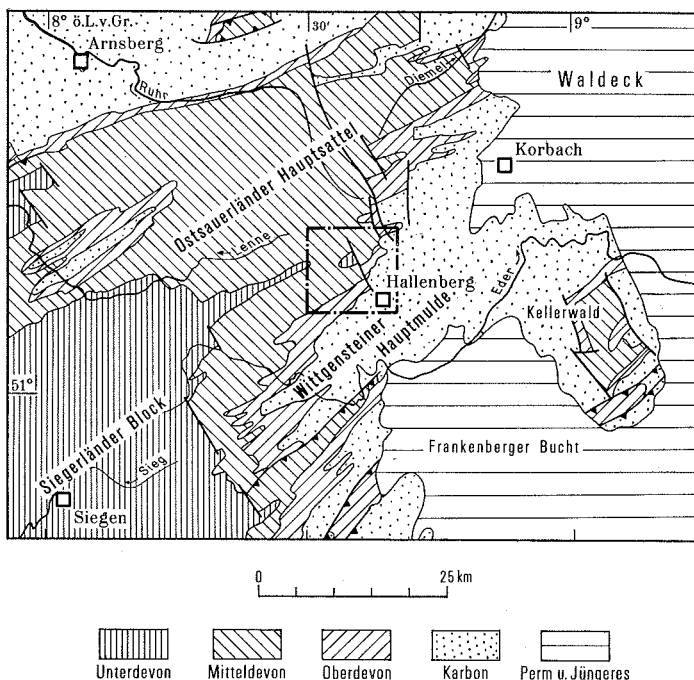 8° ö.L.v.Gr.
30'
9°
Arnsberg
Ruhr
Diemel
Waldeck
Korbach
Ostsauerländer Hauptsattel
Lenne
Hallenberg
Eder
Kellerwald
Wittgensteiner
Hauptmulde
51°
Siegerländer Block
Sieg
Siegen
Frankenberger Bucht
0 25 km
Unterdevon Mitteldevon Oberdevon Karbon Perm u. Jüngeres